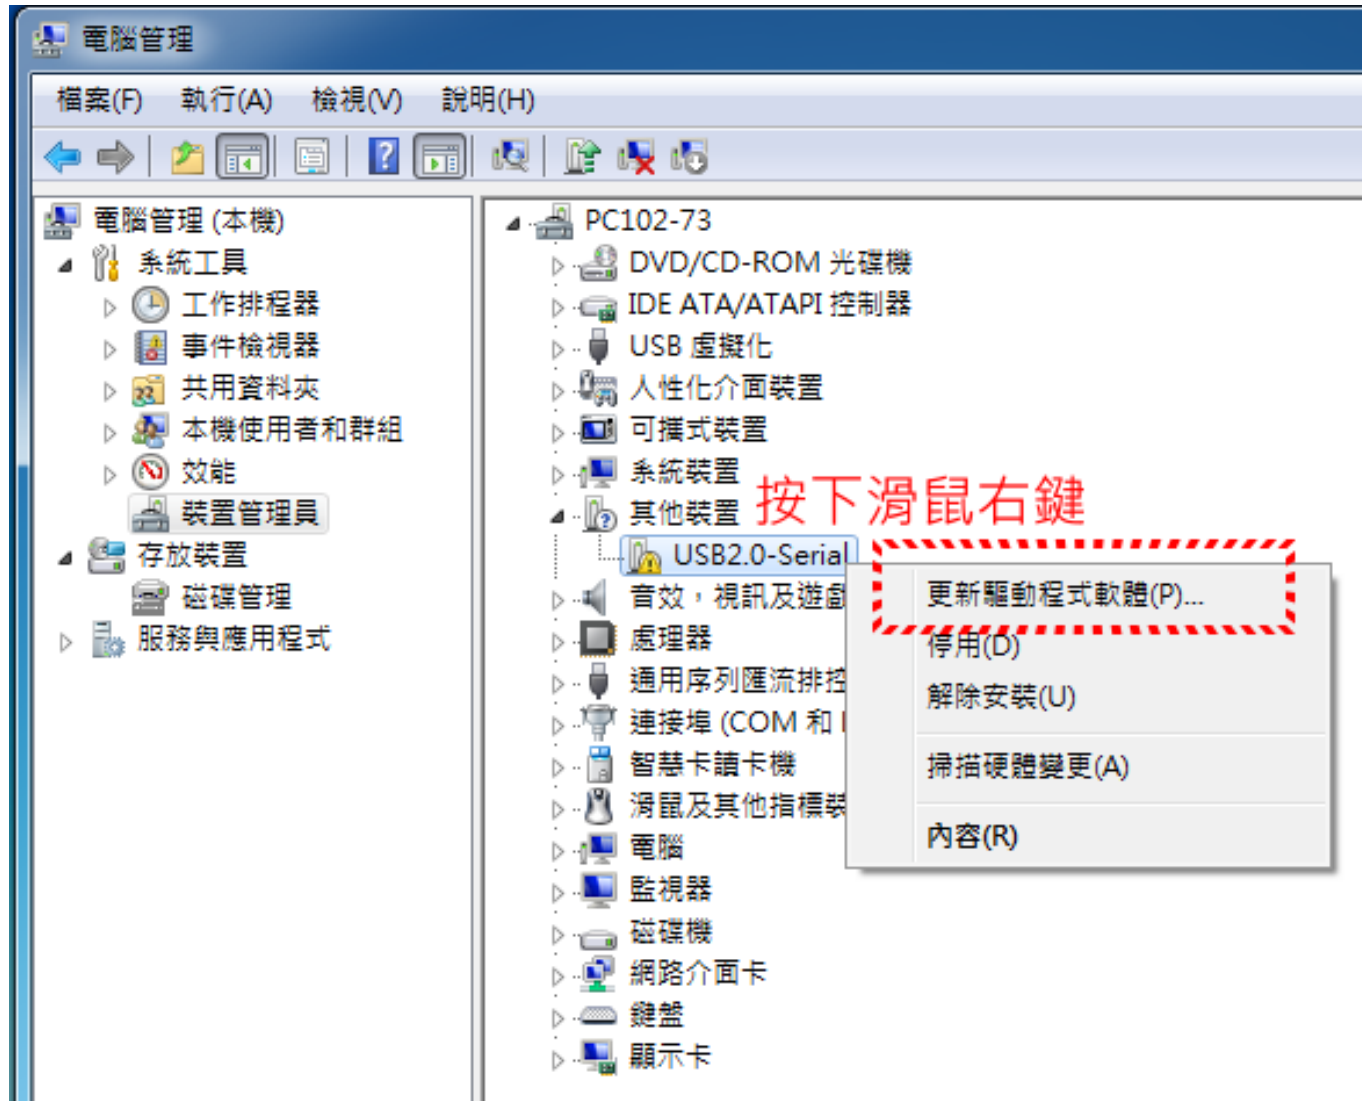 電腦管理
檔案(F) 執行(A) 檢視(V) 說明(H)
電腦管理 (本機)
系統工具
工作排程器
事件檢視器
共用資料夾
本機使用者和群組
效能
裝置管理員
存放裝置
磁碟管理
服務與應用程式
PC102-73
DVD/CD-ROM 光碟機
IDE ATA/ATAPI 控制器
USB 虛擬化
人性化介面裝置
可攜式裝置
系統裝置
其他裝置
按下滑鼠右鍵
USB2.0-Serial
音效，視訊及遊戲
處理器
通用序列匯流排控
連接埠 (COM 和
智慧卡讀卡機
滑鼠及其他指標裝
電腦
監視器
磁碟機
網路介面卡
鍵盤
顯示卡
更新驅動程式軟體(P)...
停用(D)
解除安裝(U)
掃描硬體變更(A)
內容(R)